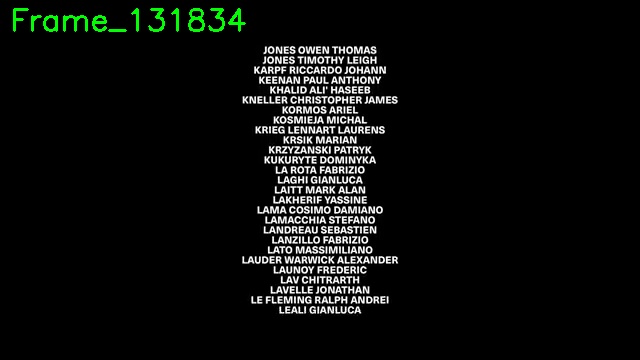 Frame_131834
JONES OWEN THOMAS
JONES TIMOTHY LEIGH
KARPF RICCARDO JOHANN
KEENAN PAUL ANTHONY
KHALID ALI' HASEEB
KNELLER CHRISTOPHER JAMES
KORMOS ARIEL
KOSMIEJA MICHAL
KRIEG LENNART LAURENS
KRSIK MARIAN
KRZYZANSKI PATRYK
KUKURYTE DOMINYKA
LA ROTA FABRIZIO
LAGHI GIANLUCA
LAITT MARK ALAN
LAKHERIF YASSINE
LAMA COSIMO DAMIANO
LAMACCHIA STEFANO
LANDREAU SEBASTIEN
LANZILLO FABRIZIO
LATO MASSIMILIANO
LAUDER WARWICK ALEXANDER
LAUNOY FREDERIC
LAV CHITRARTH
LAVELLE JONATHAN
LE FLEMING RALPH ANDREI
LEALI GIANLUCA